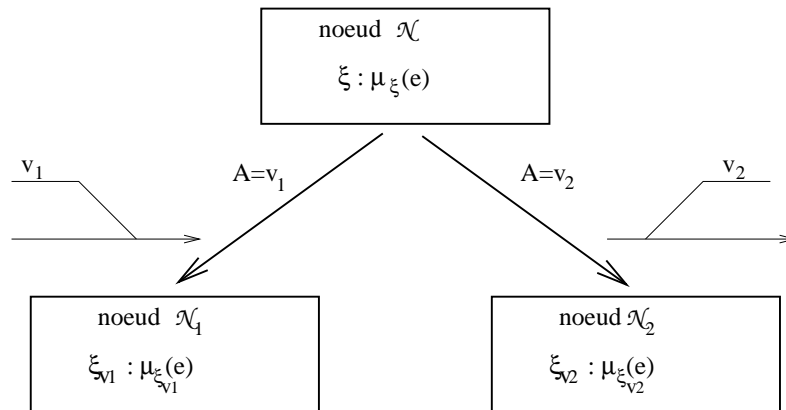 noeud 𝒩
ξ : μ_ξ(e)
v_1
A=v_1
A=v_2
v_2
noeud 𝒩_1
ξ_v1 : μ_ξ_v1(e)
noeud 𝒩_2
ξ_v2 : μ_ξ_v2(e)